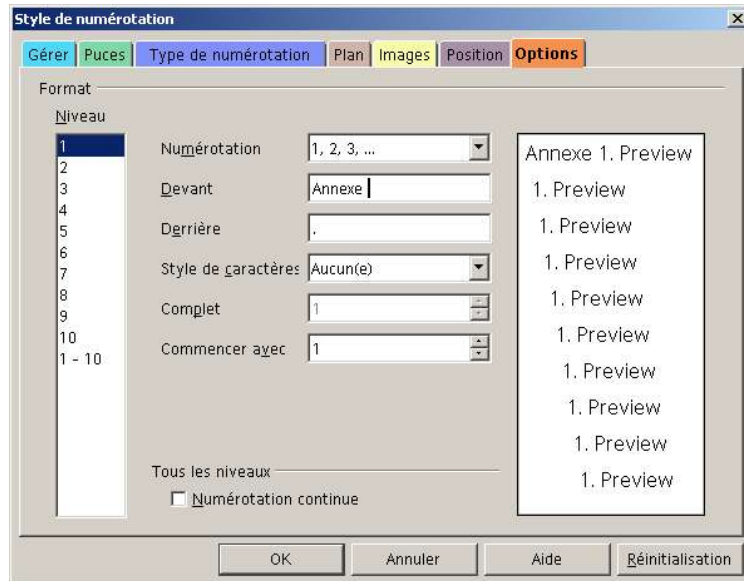 Style de numérotation
Gérer Puces Type de numérotation Plan Images Position Options
Format
Niveau
1
2
3
4
5
6
7
8
9
10
1 - 10
Numérotation 1, 2, 3, ...
Devant Annexe
Derrière .
Style de caractères Aucun(e)
Complet 1
Commencer avec 1
Tous les niveaux
Numérotation continue
Annexe 1. Preview
1. Preview
1. Preview
1. Preview
1. Preview
1. Preview
1. Preview
1. Preview
1. Preview
1. Preview
OK Annuler Aide Réinitialisation